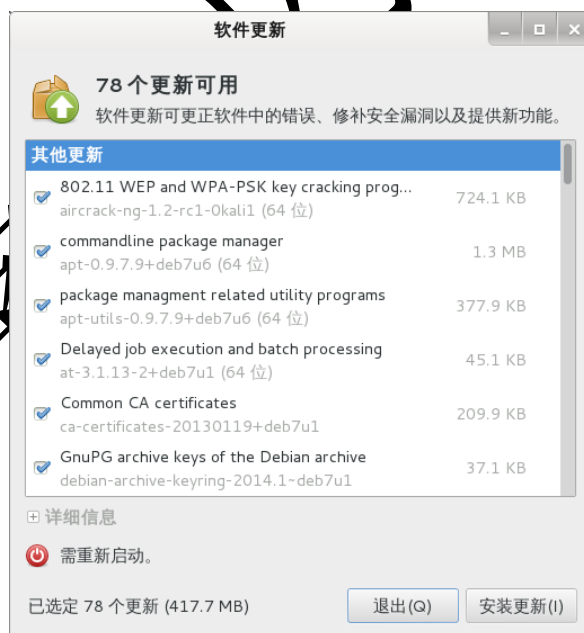 软件更新
78 个更新可用
软件更新可更正软件中的错误、修补安全漏洞以及提供新功能。
其他更新
802.11 WEP and WPA-PSK key cracking prog...
724.1 KB
aircrack-ng-1.2-rc1-0kali1 (64 位)
commandline package manager
1.3 MB
apt-0.9.7.9+deb7u6 (64 位)
package managment related utility programs
377.9 KB
apt-utils-0.9.7.9+deb7u6 (64 位)
Delayed job execution and batch processing
45.1 KB
at-3.1.13-2+deb7u1 (64 位)
Common CA certificates
209.9 KB
ca-certificates-20130119+deb7u1
GnuPG archive keys of the Debian archive
37.1 KB
debian-archive-keyring-2014.1~deb7u1
详细信息
需重新启动。
已选定 78 个更新 (417.7 MB)
退出(Q)
安装更新(I)